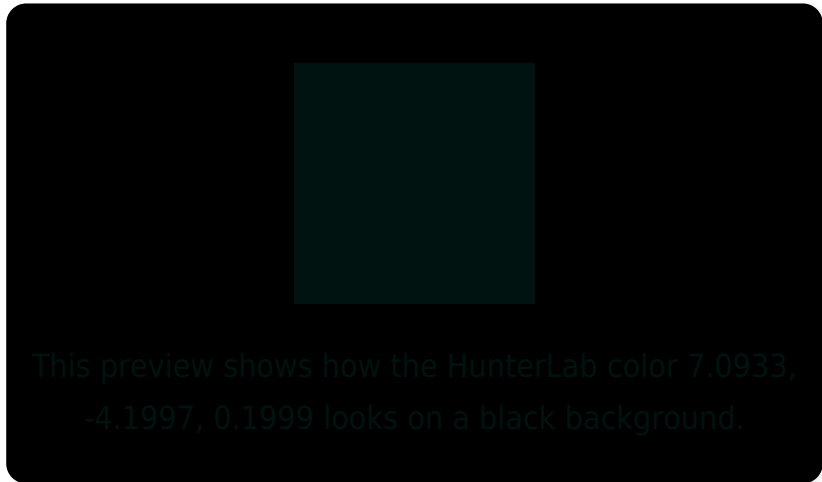 This preview shows how the HunterLab color 7.0933,
-4.1997, 0.1999 looks on a black background.